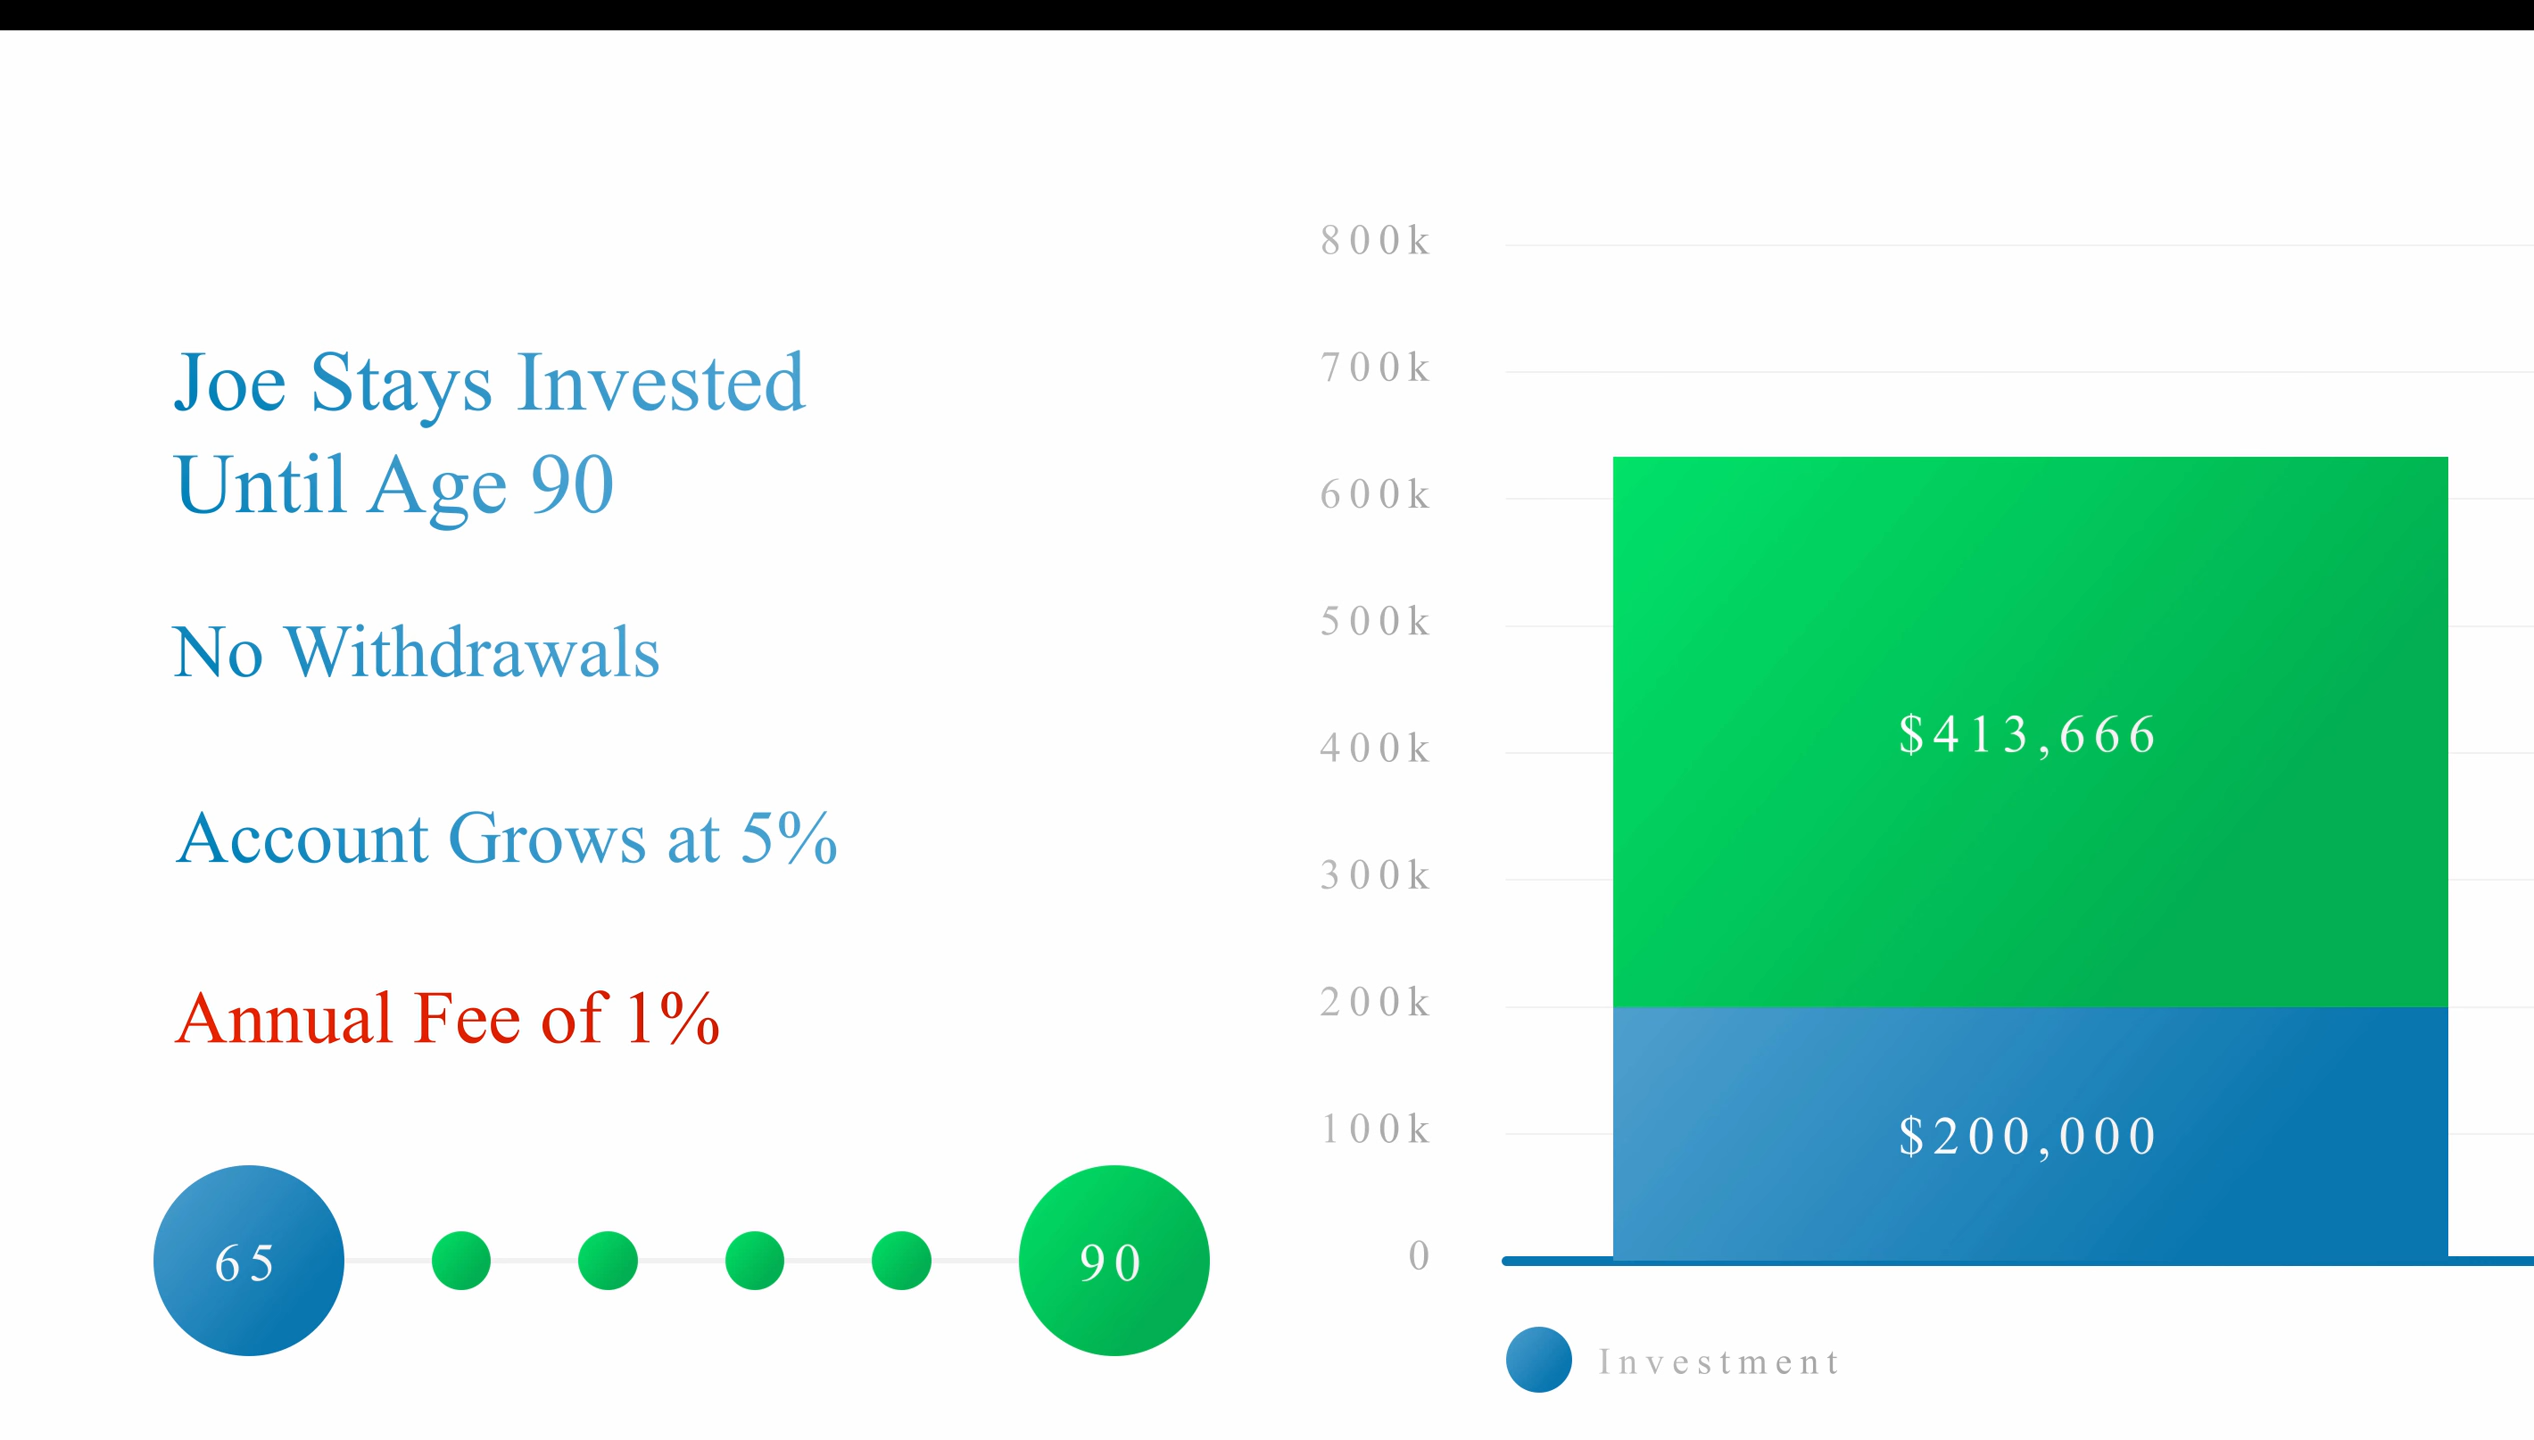 Joe Stays Invested
Until Age 90
No Withdrawals
Account Grows at 5%
Annual Fee of 1%
65
90
800k
700k
600k
500k
400k
300k
200k
100k
0
$413,666
$200,000
Investment